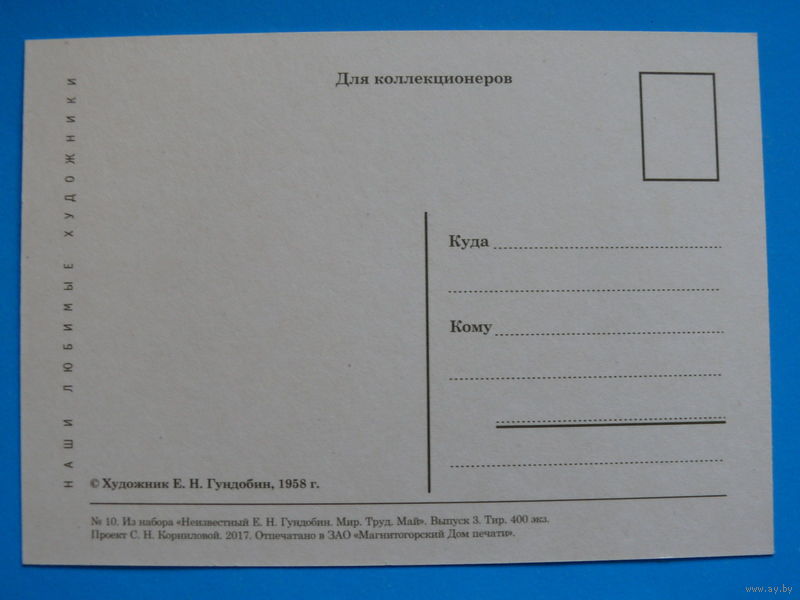 Для коллекционеров
НАШИ ЛЮБИМЫЕ ХУДОЖНИКИ
Куда
Кому
© Художник Е. Н. Гундобин, 1958 г.
№ 10. Из набора «Неизвестный Е. Н. Гундобин. Мир. Труд. Май». Выпуск 3. Тир. 400 экз.
Проект С. Н. Корниловой. 2017. Отпечатано в ЗАО «Магнитогорский Дом печати».
www.ay.by